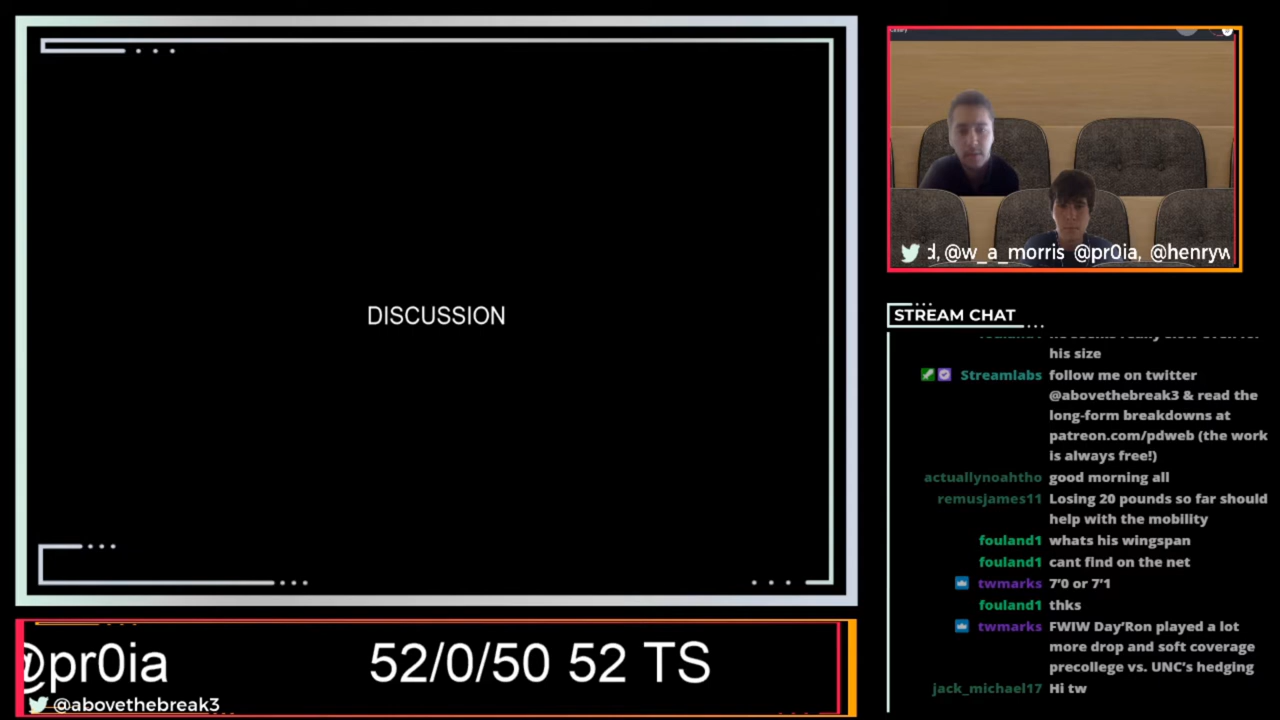 DISCUSSION
d, @w_a_morris @pr0ia, @henryw
STREAM CHAT
his size
Streamlabs follow me on twitter
@abovethebreak3 & read the
long-form breakdowns at
patreon.com/pdweb (the work
is always free!)
actuallynoahtho good morning all
remusjames11 Losing 20 pounds so far should
help with the mobility
fouland1 whats his wingspan
fouland1 cant find on the net
twmarks 7'0 or 7'1
fouland1 thks
twmarks FWIW Day'Ron played a lot
more drop and soft coverage
precollege vs. UNC's hedging
jack_michael17 Hi tw
@pr0ia 52/0/50 52 TS
@abovethebreak3